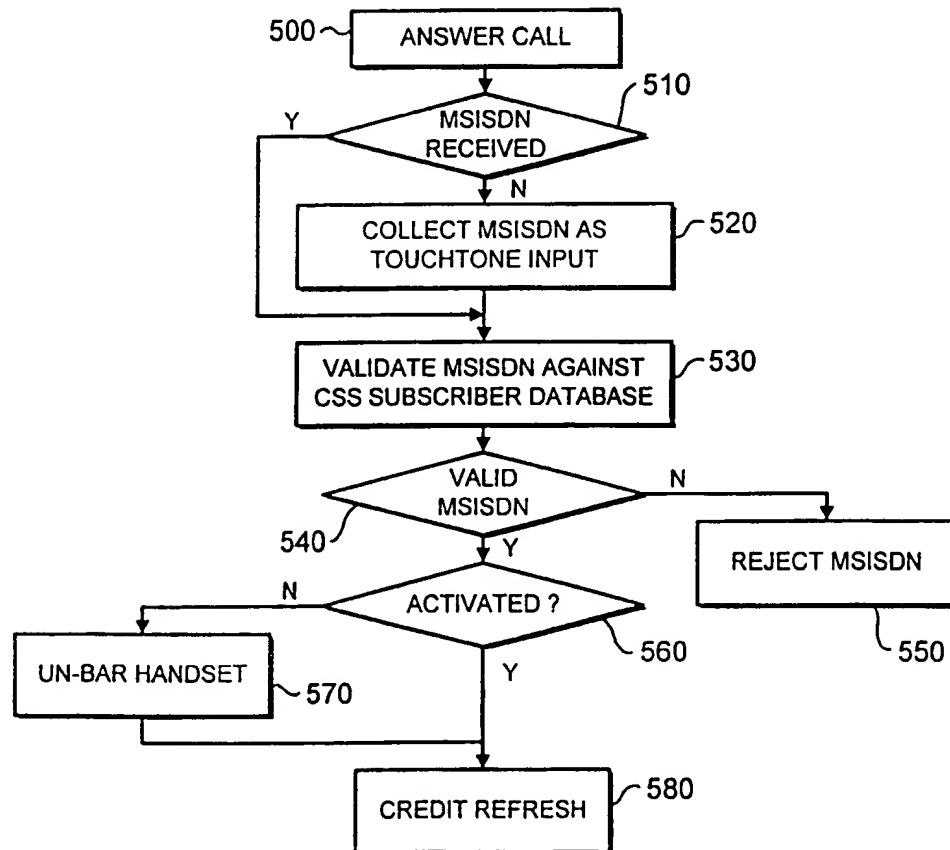 500
ANSWER CALL
510
Y
MSISDN
RECEIVED
N
COLLECT MSISDN AS
TOUCHTONE INPUT
520
VALIDATE MSISDN AGAINST
CSS SUBSCRIBER DATABASE
530
VALID
MSISDN
N
540
Y
REJECT MSISDN
550
N
ACTIVATED ?
560
Y
UN-BAR HANDSET
570
CREDIT REFRESH
580